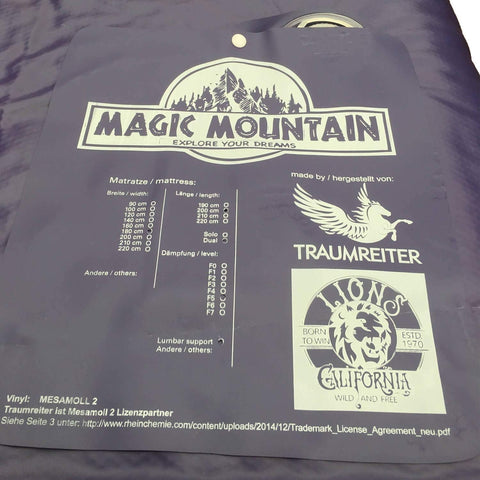 MAGIC MOUNTAIN
EXPLORE YOUR DREAMS
Matratze / mattress:
Breite / width:
90 cm
100 cm
120 cm
140 cm
160 cm
180 cm
200 cm
210 cm
220 cm
Andere / others:
Länge / length:
190 cm
200 cm
210 cm
220 cm
Solo
Dual
Dämpfung / level:
F0
F1
F2
F3
F4
F5
F6
F7
Lumbar support
Andere / others:
made by / hergestellt von:
TRAUMREITER
LIONS
BORN TO WIN
ESTD. 1970
CALIFORNIA
WILD AND FREE
Vinyl: MESAMOLL 2
Traumreiter ist Mesamoll 2 Lizenzpartner
Siehe Seite 3 unter: http://www.rheinchemie.com/content/uploads/2014/12/Trademark_License_Agreement_neu.pdf